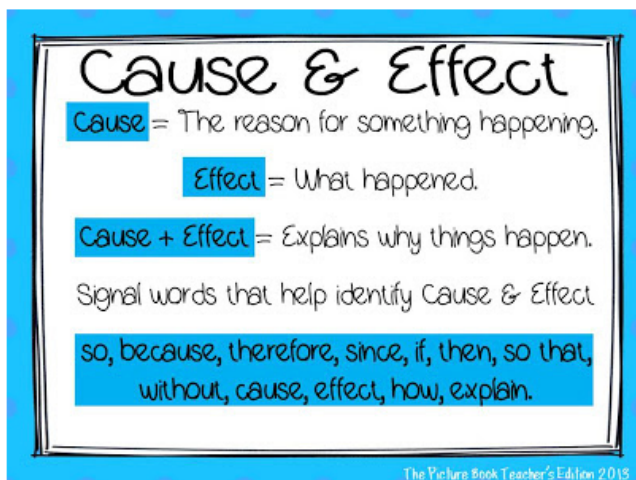 Cause & Effect
Cause = The reason for something happening.
Effect = What happened.
Cause + Effect = Explains why things happen.
Signal words that help identify Cause & Effect
so, because, therefore, since, if, then, so that,
without, cause, effect, how, explain.
The Picture Book Teacher's Edition 2013